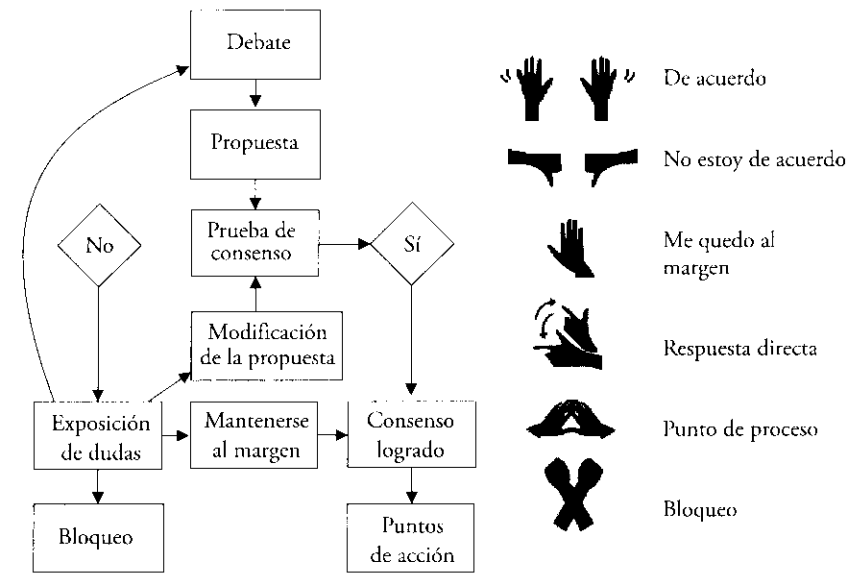 Debate
Propuesta
Prueba de
consenso
No
Sí
Modificación
de la propuesta
Exposición
de dudas
Mantenerse
al margen
Consenso
logrado
Bloqueo
Puntos
de acción
De acuerdo
No estoy de acuerdo
Me quedo al
margen
Respuesta directa
Punto de proceso
Bloqueo